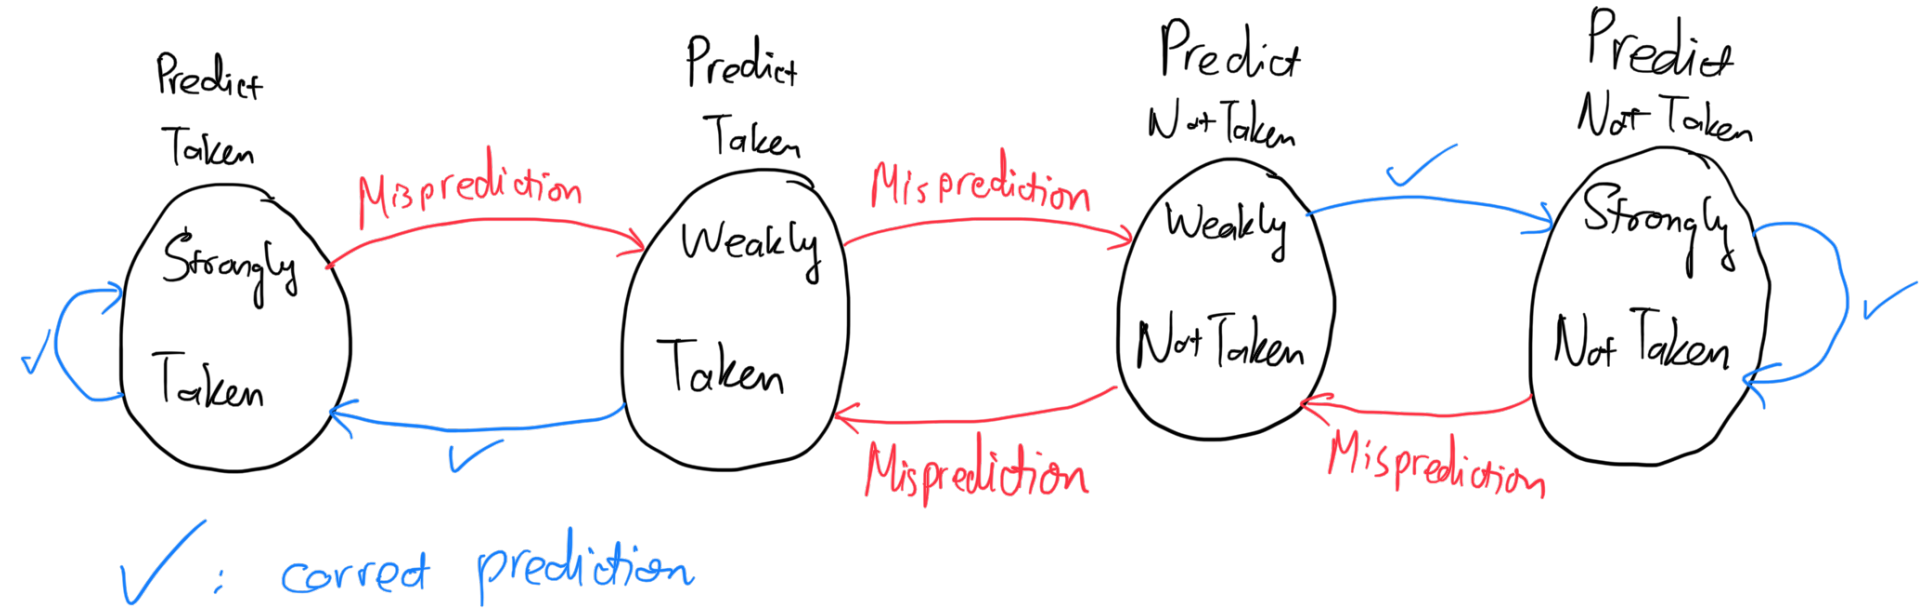 Predict
Taken
Predict
Taken
Predict
Not Taken
Predict
Not Taken
Misprediction
Misprediction
✓
Strongly
Taken
Weakly
Taken
Weakly
Not Taken
Strongly
Not Taken
✓
✓
✓
Misprediction
Misprediction
✓ : correct prediction